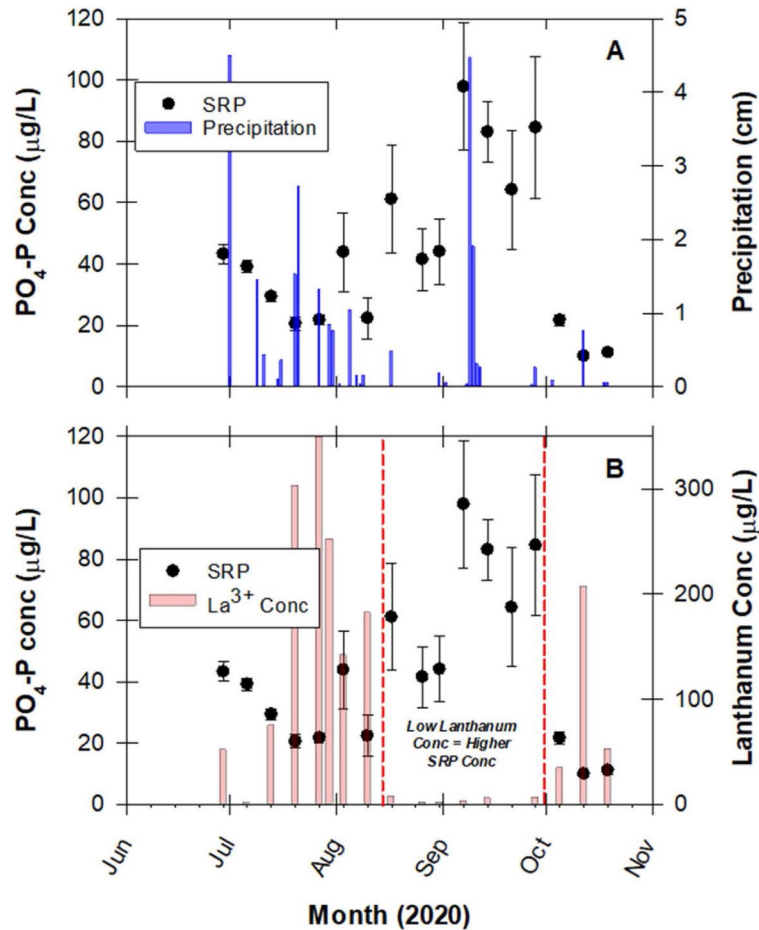 120
100
80
60
40
20
0
PO4-P Conc (µg/L)
SRP
Precipitation
A
5
4
3
2
1
0
Precipitation (cm)
120
100
80
60
40
20
0
PO4-P conc (µg/L)
SRP
La3+ Conc
B
Low Lanthanum
Conc = Higher
SRP Conc
300
200
100
0
Lanthanum Conc (µg/L)
Jun
Jul
Aug
Sep
Oct
Nov
Month (2020)